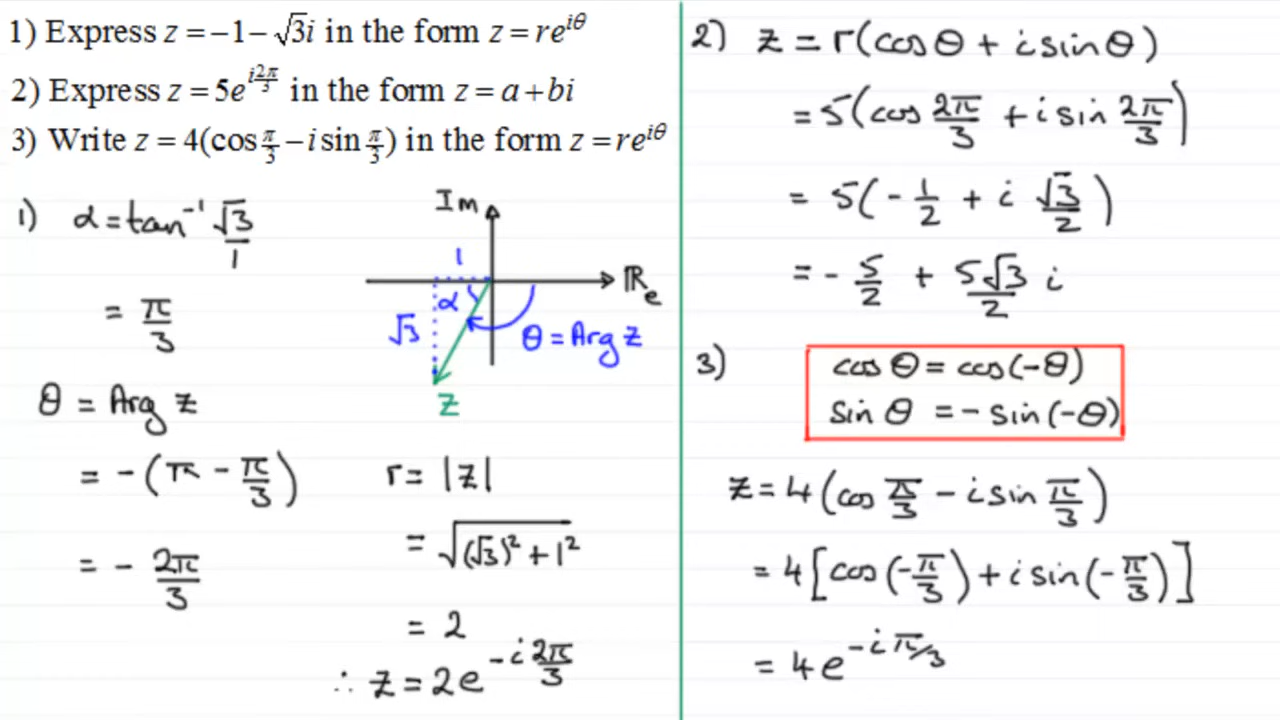 1) Express z = −1 − √3i in the form z = re^{iθ}
2) Express z = 5e^{i2π/3} in the form z = a + bi
3) Write z = 4(cos π/3 − i sin π/3) in the form z = re^{iθ}
1) α = tan⁻¹ √3/1
= π/3
Im
Re
1
α
√3
θ = Arg z
z
θ = Arg z
= −(π − π/3)
= − 2π/3
r = |z|
= √((√3)² + 1²)
= 2
∴ z = 2e^{−i 2π/3}
2) z = r(cos θ + i sin θ)
= 5(cos 2π/3 + i sin 2π/3)
= 5(− 1/2 + i √3/2)
= − 5/2 + 5√3/2 i
3) cos θ = cos(−θ)
sin θ = − sin(−θ)
z = 4(cos π/3 − i sin π/3)
= 4[cos(−π/3) + i sin(−π/3)]
= 4e^{−iπ/3}